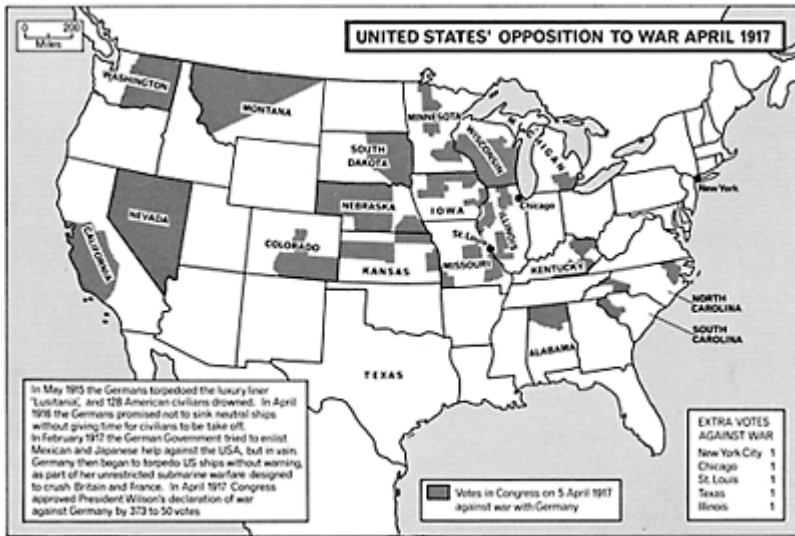 0 200
Miles
UNITED STATES' OPPOSITION TO WAR APRIL 1917
WASHINGTON
MONTANA
MINNESOTA
SOUTH
DAKOTA
WISCONSIN
MICHIGAN
New York
NEVADA
NEBRASKA
IOWA
Chicago
ILLINOIS
CALIFORNIA
COLORADO
St. Louis
KANSAS
MISSOURI
KENTUCKY
NORTH
CAROLINA
SOUTH
CAROLINA
ALABAMA
TEXAS
In May 1915 the Germans torpedoed the luxury liner
'Lusitania', and 128 American civilians drowned. In April
1916 the Germans promised not to sink neutral ships
without giving time for civilians to be take off.
In February 1917 the German Government tried to enlist
Mexican and Japanese help against the USA, but in vain.
Germany then began to torpedo US ships without warning,
as part of her unrestricted submarine warfare designed
to crush Britain and France. In April 1917 Congress
approved President Wilson's declaration of war
against Germany by 373 to 50 votes
Votes in Congress on 5 April 1917
against war with Germany
EXTRA VOTES
AGAINST WAR
New York City 1
Chicago 1
St. Louis 1
Texas 1
Illinois 1